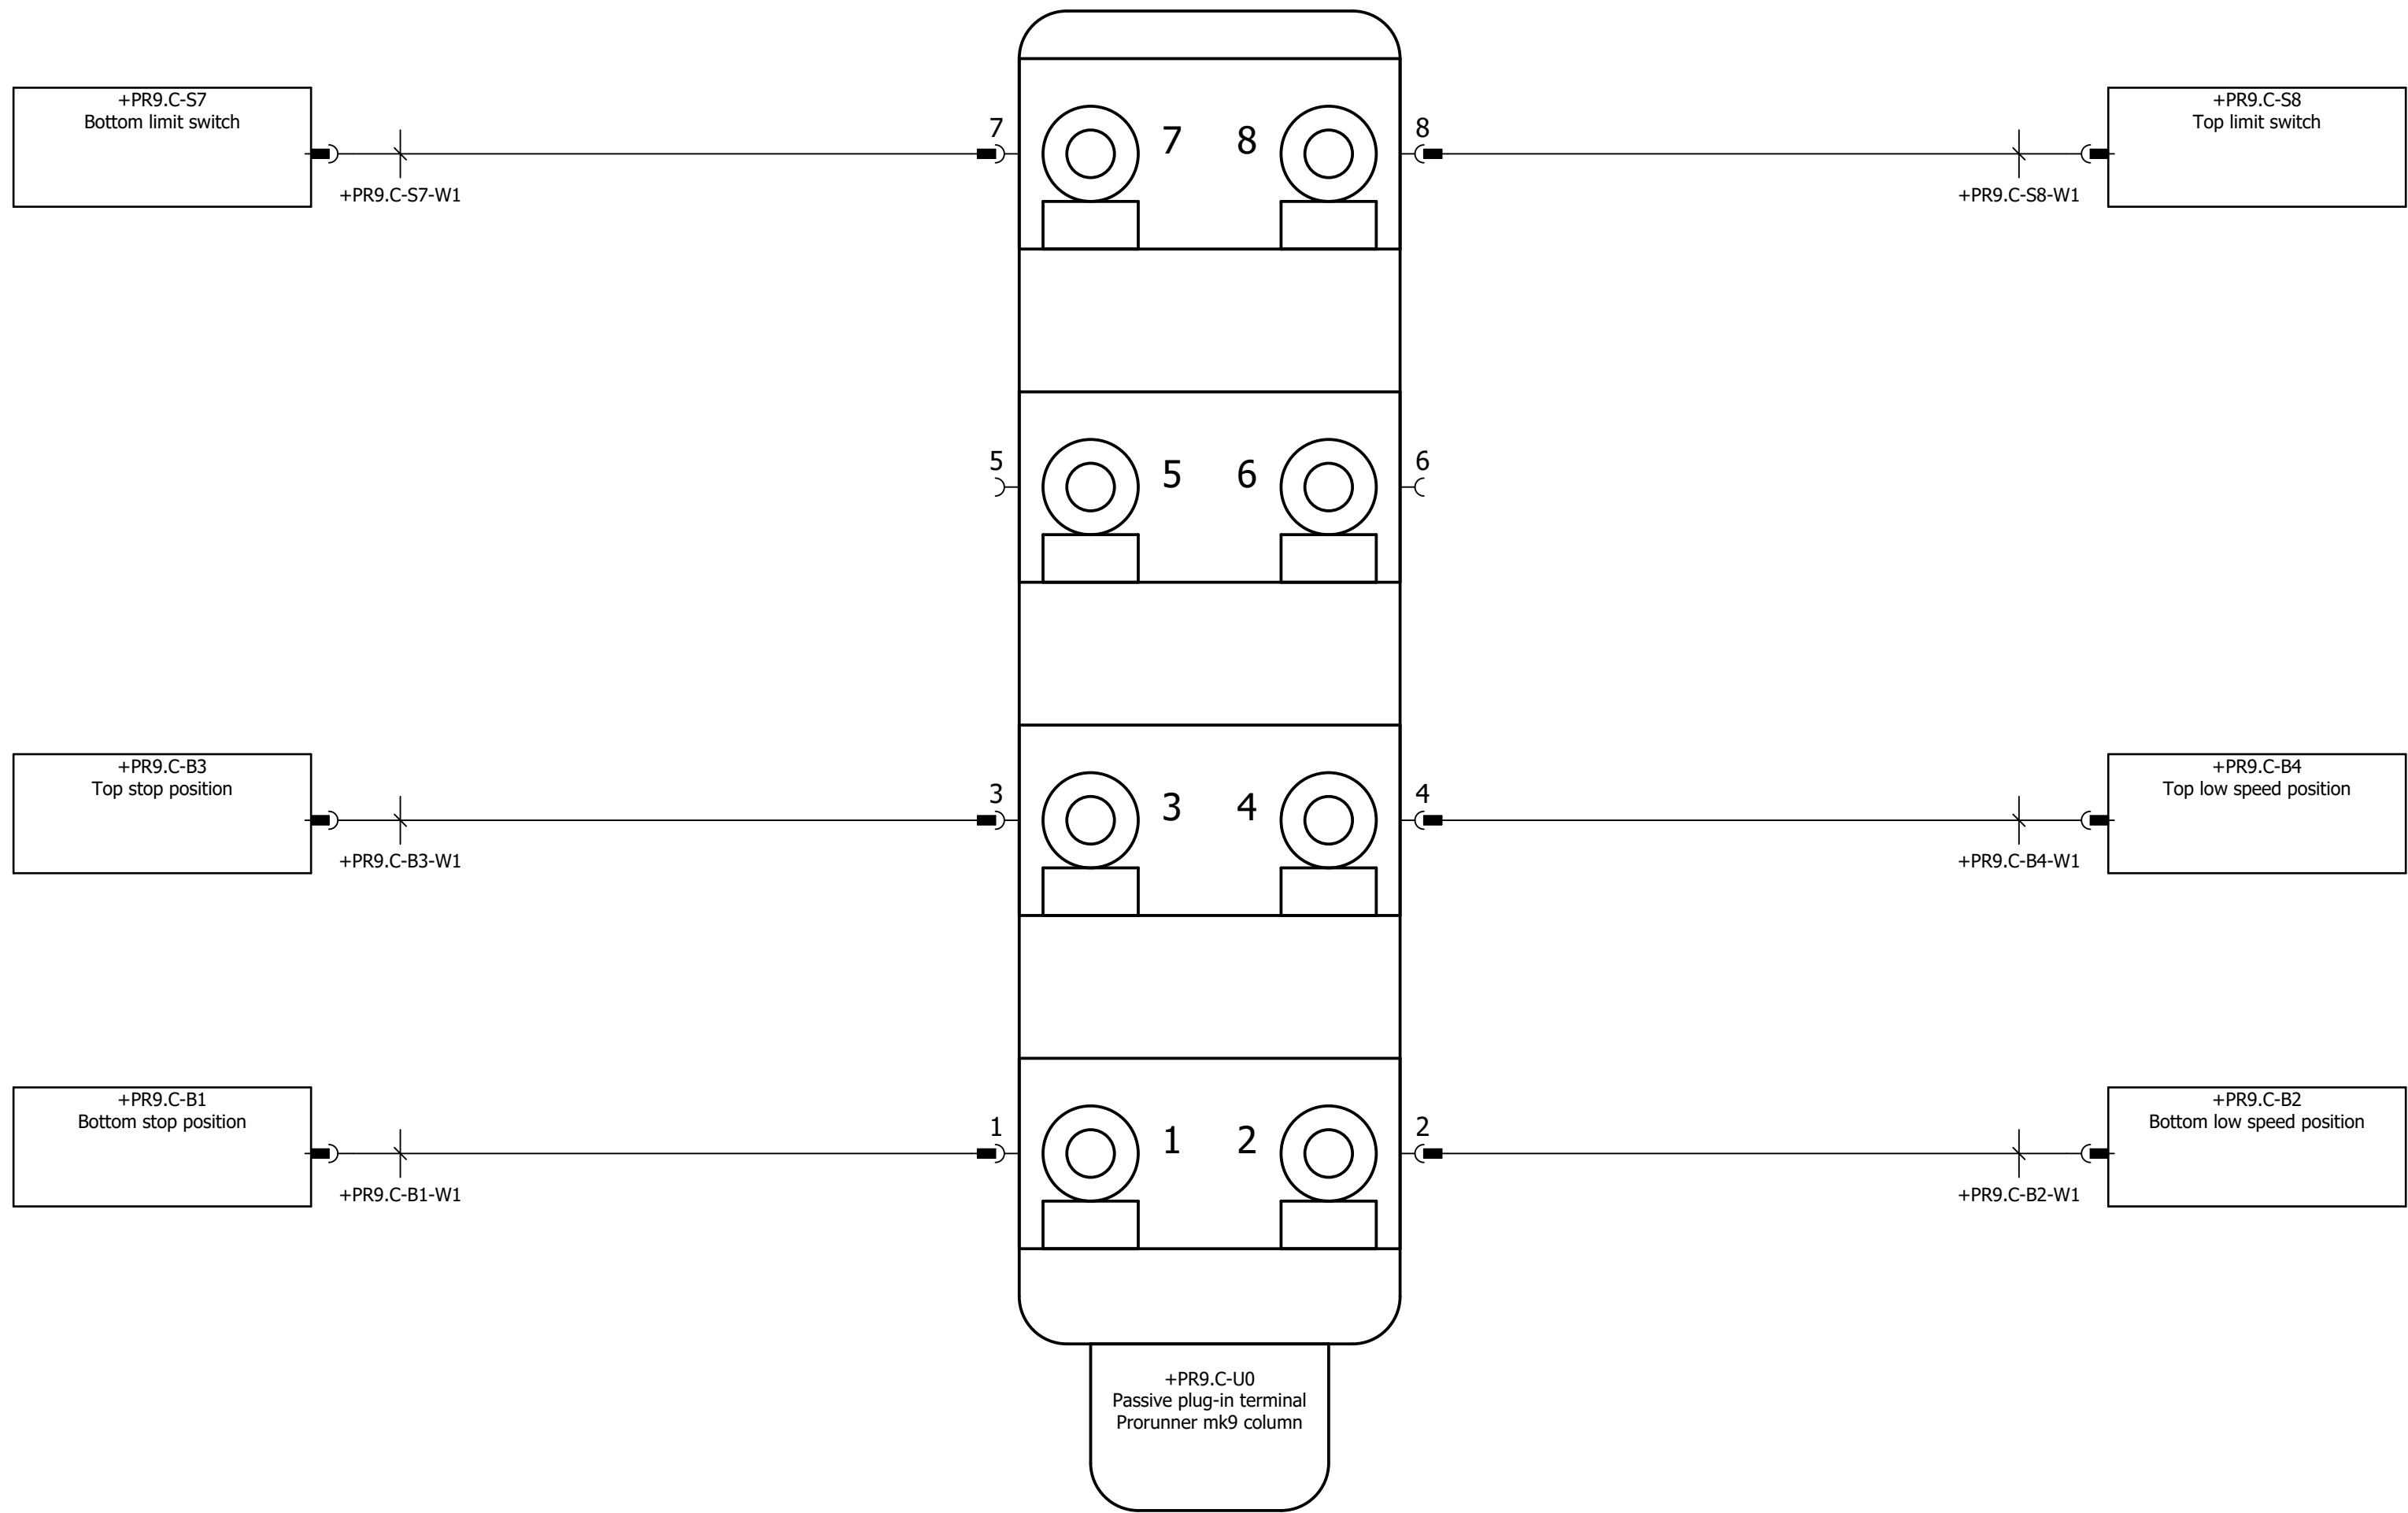 +PR9.C-S7
Bottom limit switch
+PR9.C-S7-W1
7
7 8
8
+PR9.C-S8
Top limit switch
+PR9.C-S8-W1
5
5 6
6
+PR9.C-B3
Top stop position
+PR9.C-B3-W1
3
3 4
4
+PR9.C-B4
Top low speed position
+PR9.C-B4-W1
+PR9.C-B1
Bottom stop position
+PR9.C-B1-W1
1
1 2
2
+PR9.C-B2
Bottom low speed position
+PR9.C-B2-W1
+PR9.C-U0
Passive plug-in terminal
Prorunner mk9 column